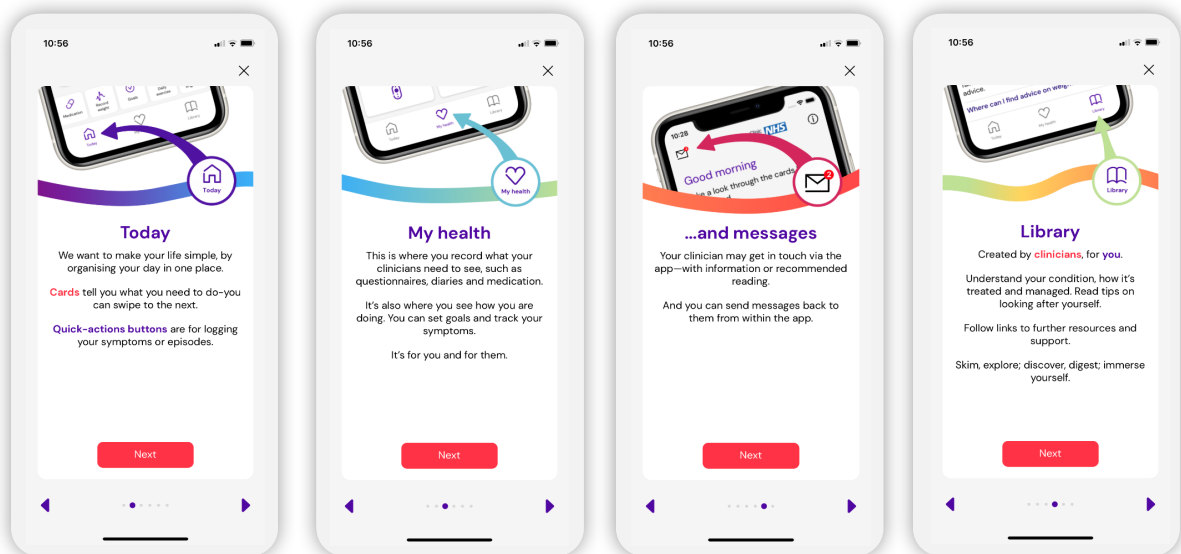 10:56
Medication
Record
weight
Goals
Daily
exercise
Today
Library
Today
Today
We want to make your life simple, by
organising your day in one place.
Cards tell you what you need to do-you
can swipe to the next.
Quick-actions buttons are for logging
your symptoms or episodes.
Next
10:56
Today
My health
Library
My health
My health
This is where you record what your
clinicians need to see, such as
questionnaires, diaries and medication.
It's also where you see how you are
doing. You can set goals and track your
symptoms.
It's for you and for them.
Next
10:56
10:28
NHS
Good morning
a look through the cards
2
...and messages
Your clinician may get in touch via the
app—with information or recommended
reading.
And you can send messages back to
them from within the app.
Next
10:56
advice.
Where can I find advice on
Today
My health
Library
Library
Library
Created by clinicians, for you.
Understand your condition, how it's
treated and managed. Read tips on
looking after yourself.
Follow links to further resources and
support.
Skim, explore; discover, digest; immerse
yourself.
Next